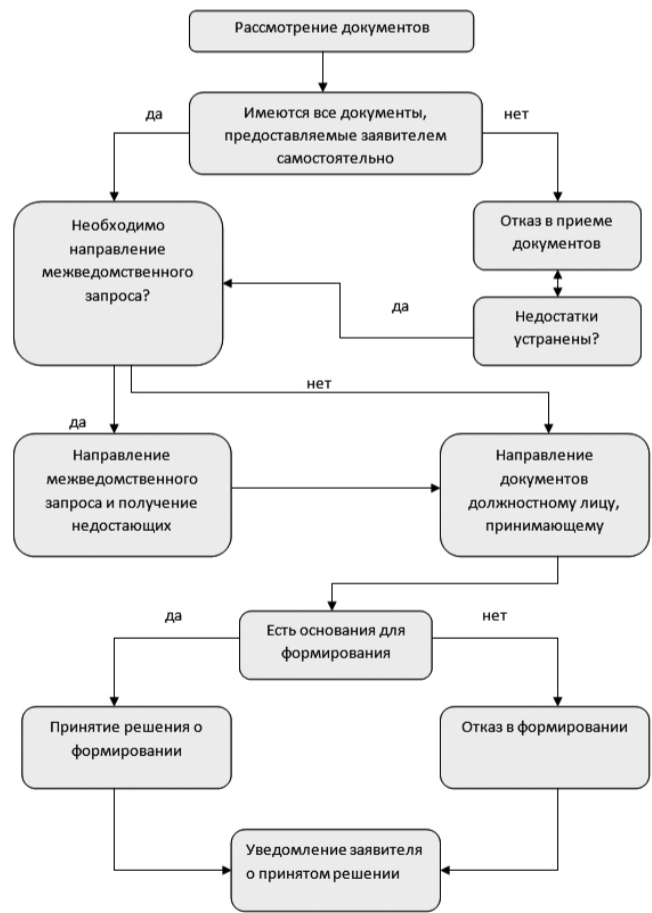 Рассмотрение документов
Имеются все документы,
предоставляемые заявителем
самостоятельно
да
нет
Необходимо
направление
межведомственного
запроса?
Отказ в приеме
документов
да
Недостатки
устранены?
нет
да
Направление
межведомственного
запроса и получение
недостающих
Направление
документов
должностному лицу,
принимающему
да
Есть основания для
формирования
нет
Принятие решения о
формировании
Отказ в формировании
Уведомление заявителя
о принятом решении